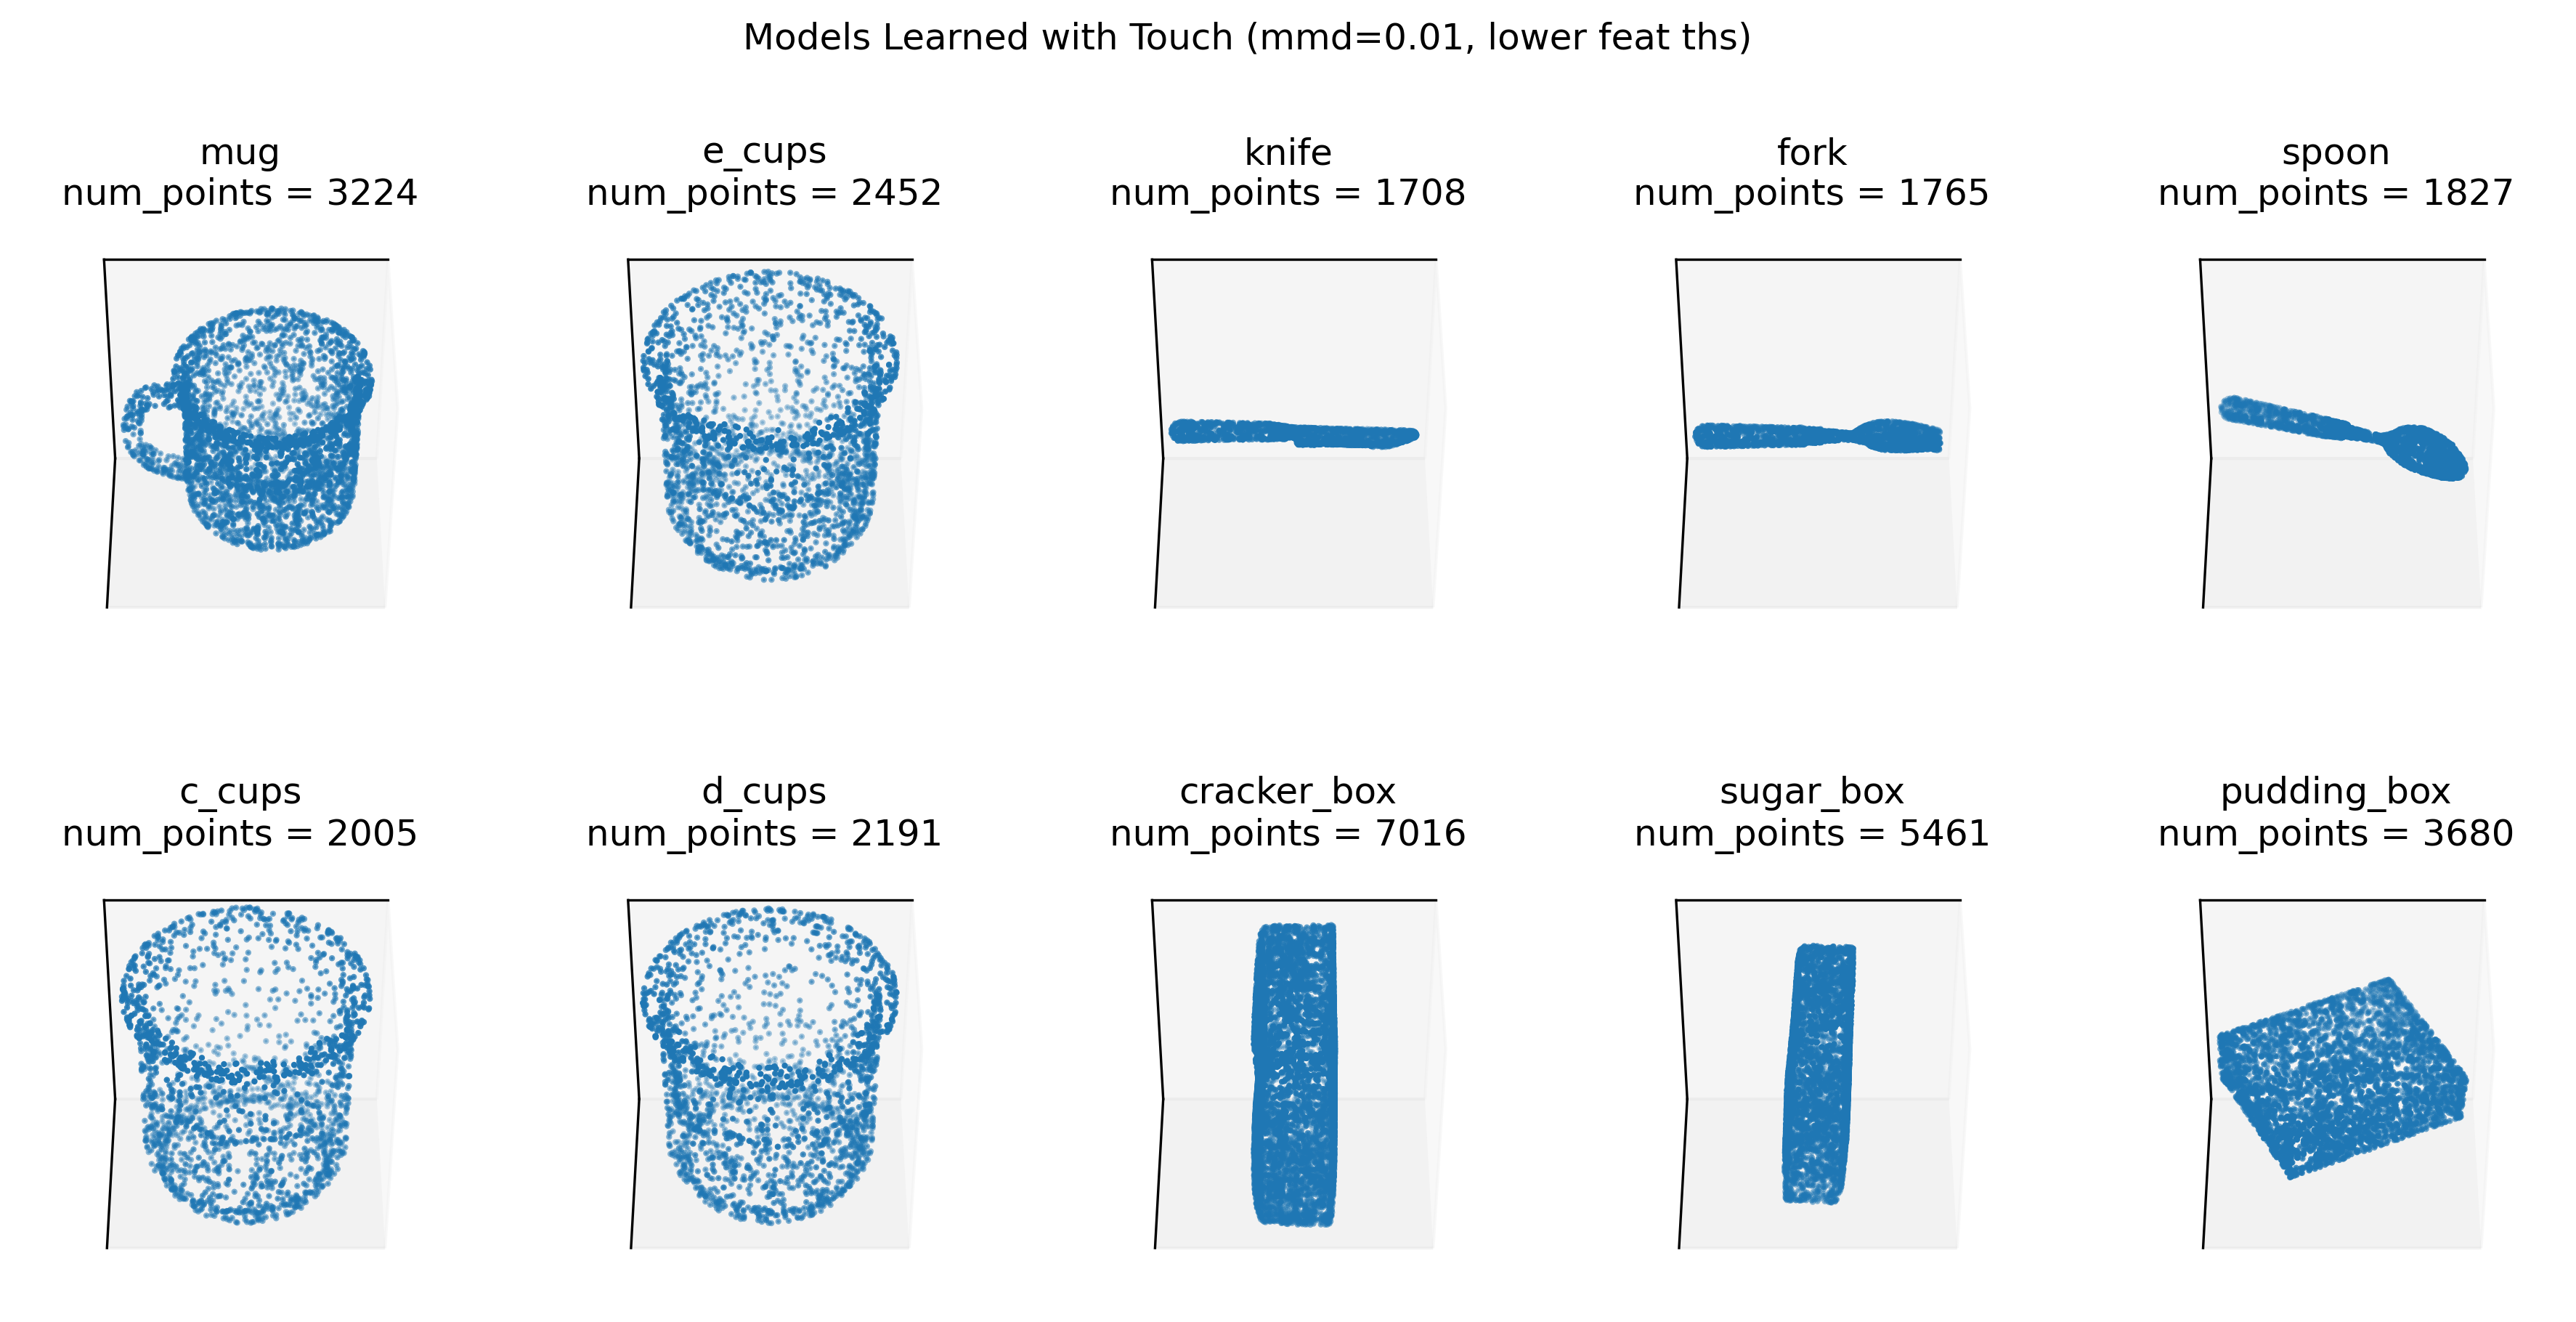 Models Learned with Touch (mmd=0.01, lower feat ths)
mug
num_points = 3224
e_cups
num_points = 2452
knife
num_points = 1708
fork
num_points = 1765
spoon
num_points = 1827
c_cups
num_points = 2005
d_cups
num_points = 2191
cracker_box
num_points = 7016
sugar_box
num_points = 5461
pudding_box
num_points = 3680